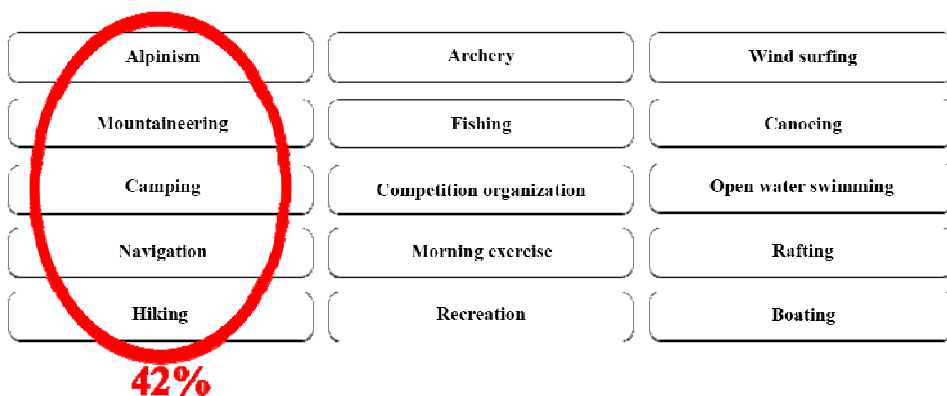 Alpinism Archery Wind surfing
Mountaineering Fishing Canoeing
Camping Competition organization Open water swimming
Navigation Morning exercise Rafting
Hiking Recreation Boating
42%